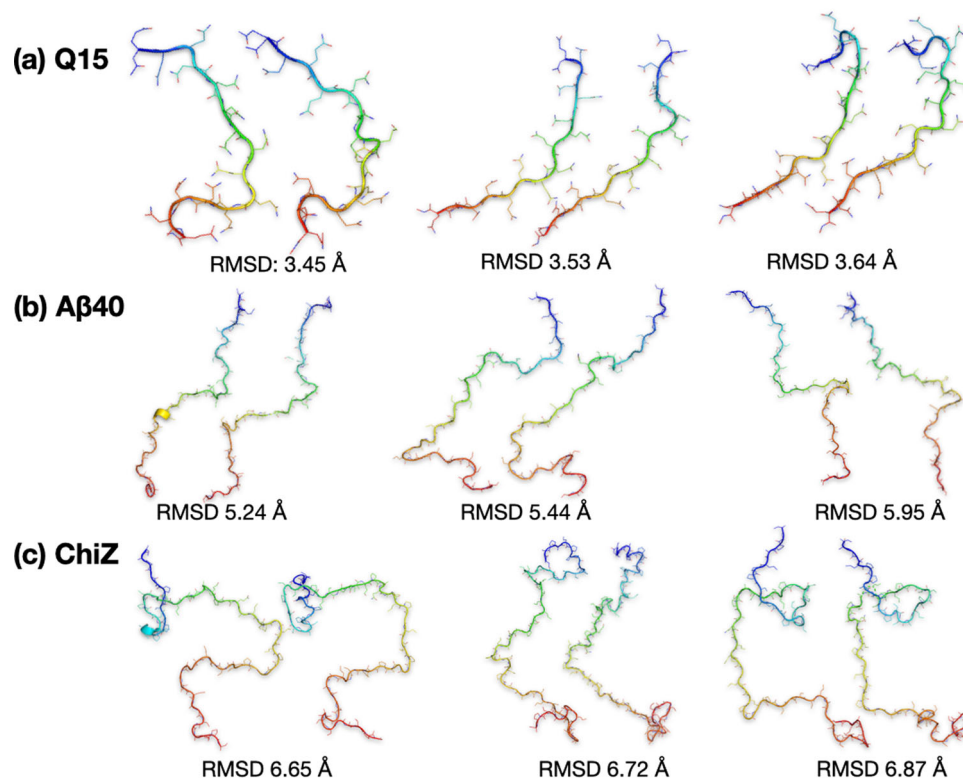 (a) Q15
RMSD: 3.45 Å
RMSD 3.53 Å
RMSD 3.64 Å
(b) Aβ40
RMSD 5.24 Å
RMSD 5.44 Å
RMSD 5.95 Å
(c) ChiZ
RMSD 6.65 Å
RMSD 6.72 Å
RMSD 6.87 Å